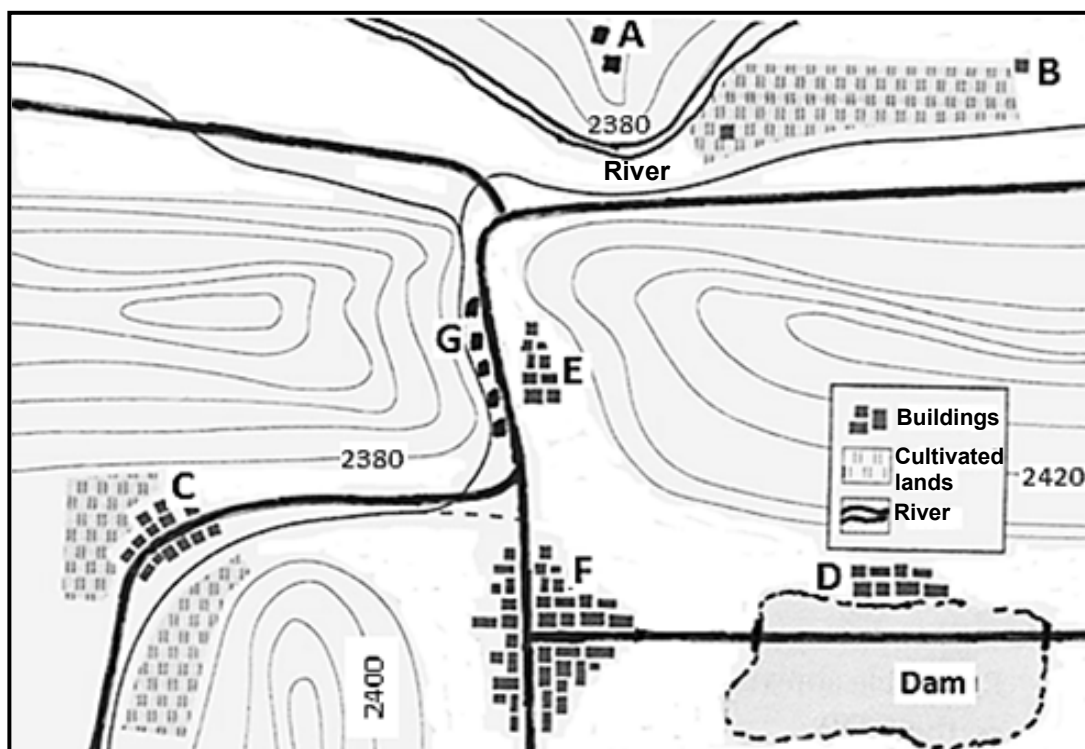 A
B
2380
River
G
E
Buildings
2380
Cultivated
lands
2420
C
River
F
D
2400
Dam